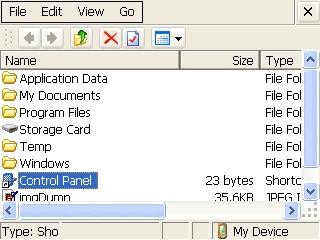 File Edit View Go
Name Size Type
Application Data File Fol
My Documents File Fol
Program Files File Fol
Storage Card File Fol
Temp File Fol
Windows File Fol
Control Panel 23 bytes Shortc
imgDump 35.6KB JPEG I
Type: Sho My Device